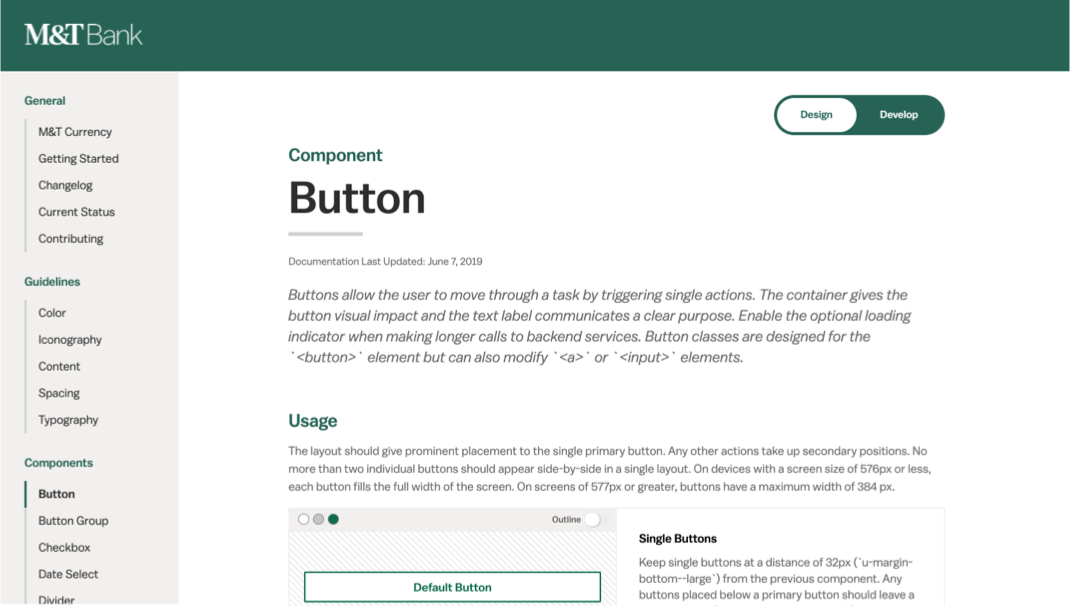 M&T Bank
General
M&T Currency
Getting Started
Changelog
Current Status
Contributing
Guidelines
Color
Iconography
Content
Spacing
Typography
Components
Button
Button Group
Checkbox
Date Select
Divider
Design
Develop
Component
Button
Documentation Last Updated: June 7, 2019
Buttons allow the user to move through a task by triggering single actions. The container gives the
button visual impact and the text label communicates a clear purpose. Enable the optional loading
indicator when making longer calls to backend services. Button classes are designed for the
`<button>` element but can also modify `<a>` or `<input>` elements.
Usage
The layout should give prominent placement to the single primary button. Any other actions take up secondary positions. No
more than two individual buttons should appear side-by-side in a single layout. On devices with a screen size of 576px or less,
each button fills the full width of the screen. On screens of 577px or greater, buttons have a maximum width of 384 px.
Outline
Default Button
Single Buttons
Keep single buttons at a distance of 32px (`u-margin-
bottom--large`) from the previous component. Any
buttons placed below a primary button should leave a